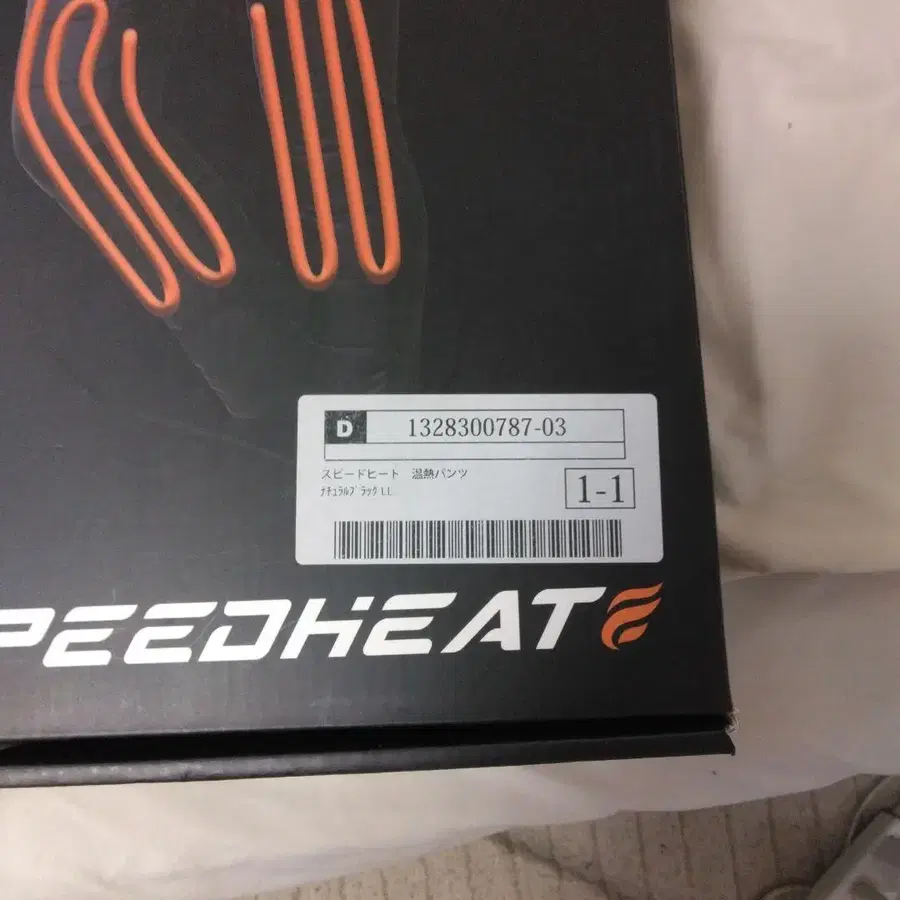 D 1328300787-03
スピードヒート 温熱パンツ
ﾅﾁｭﾗﾙﾌﾞﾗｯｸ LL
1-1
PEEDHEAT